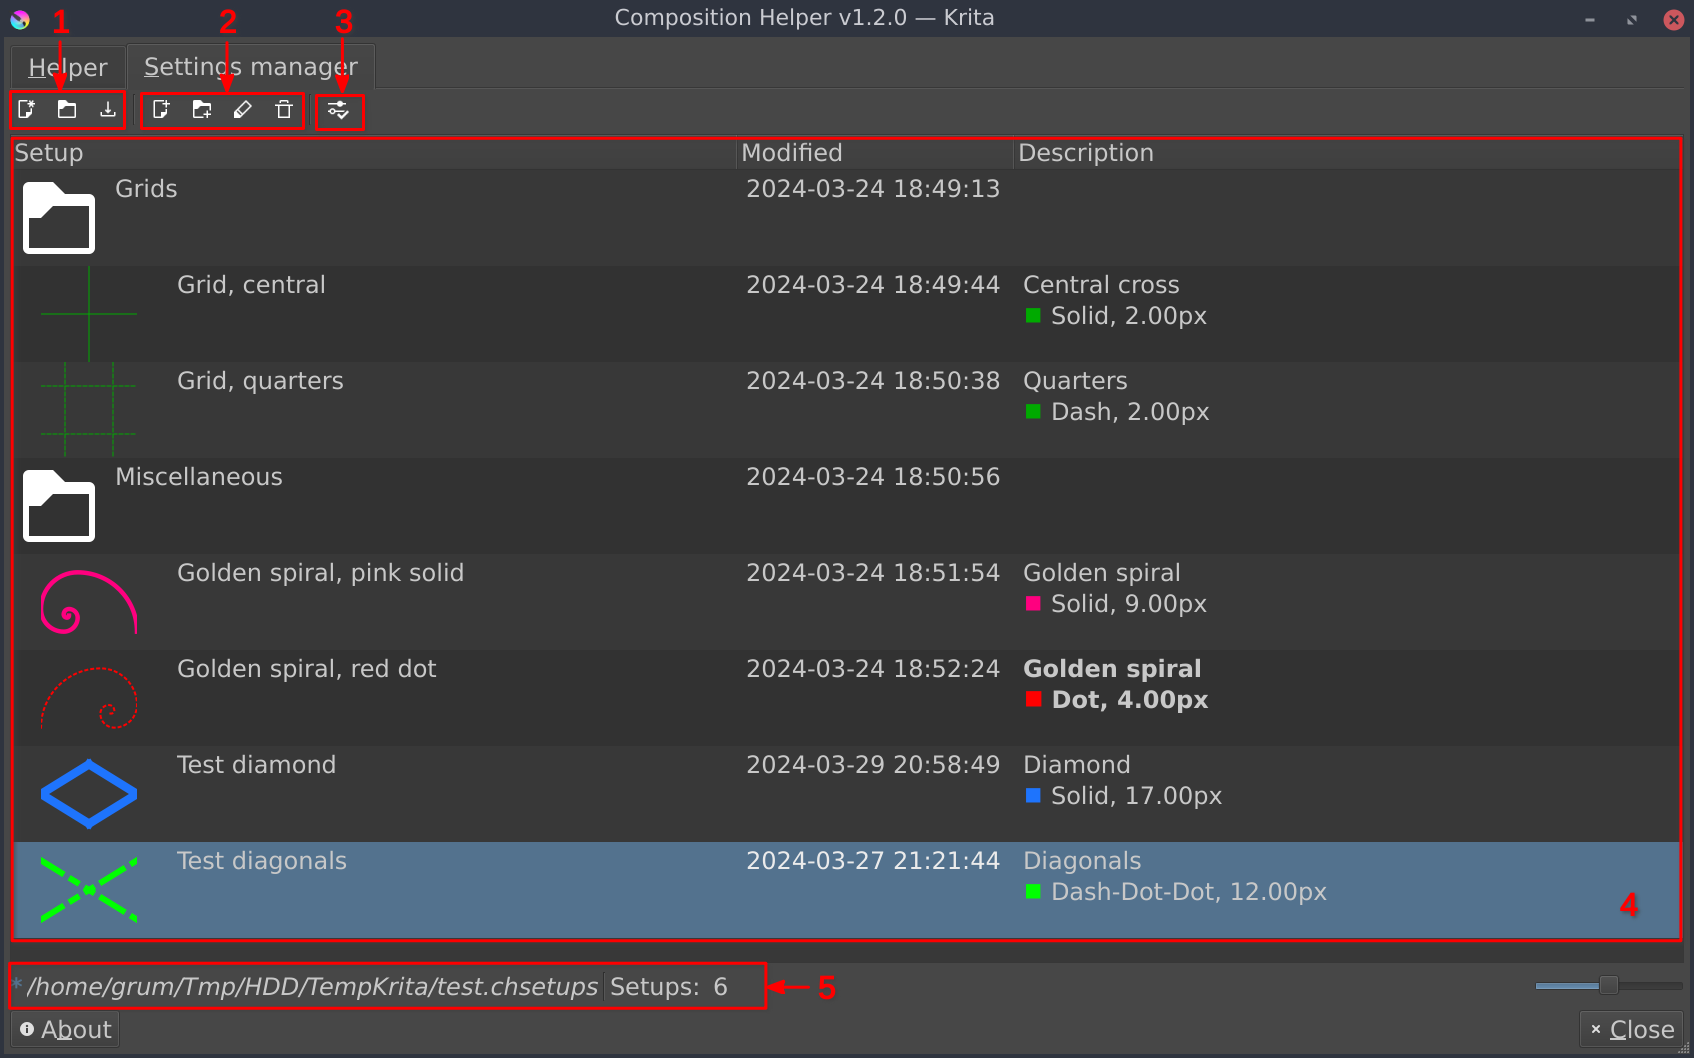 Composition Helper v1.2.0 — Krita
1 2 3
Helper Settings manager
Setup Modified Description
Grids 2024-03-24 18:49:13
Grid, central 2024-03-24 18:49:44 Central cross
Solid, 2.00px
Grid, quarters 2024-03-24 18:50:38 Quarters
Dash, 2.00px
Miscellaneous 2024-03-24 18:50:56
Golden spiral, pink solid 2024-03-24 18:51:54 Golden spiral
Solid, 9.00px
Golden spiral, red dot 2024-03-24 18:52:24 Golden spiral
Dot, 4.00px
Test diamond 2024-03-29 20:58:49 Diamond
Solid, 17.00px
Test diagonals 2024-03-27 21:21:44 Diagonals
Dash-Dot-Dot, 12.00px
4
* /home/grum/Tmp/HDD/TempKrita/test.chsetups Setups: 6 5
About Close